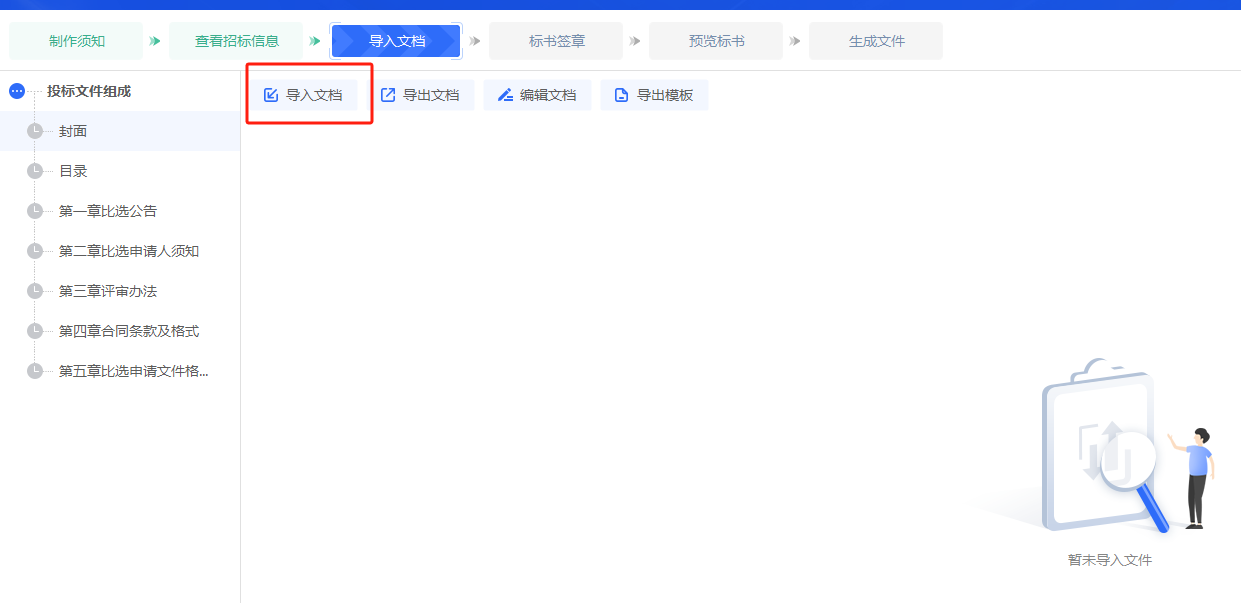 制作须知
查看招标信息
导入文档
标书签章
预览标书
生成文件
投标文件组成
封面
目录
第一章比选公告
第二章比选申请人须知
第三章评审办法
第四章合同条款及格式
第五章比选申请文件格...
导入文档
导出文档
编辑文档
导出模板
暂未导入文件